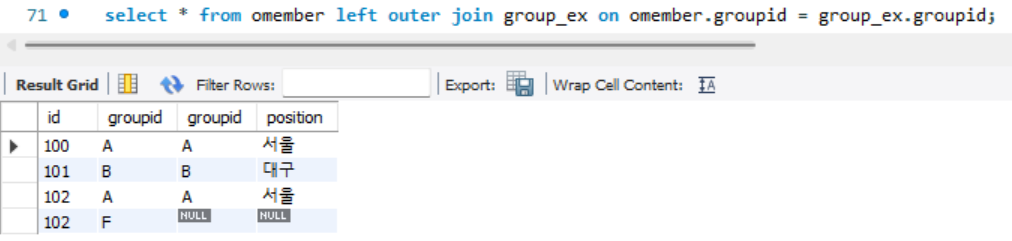 71 select * from omember left outer join group_ex on omember.groupid = group_ex.groupid;
Result Grid Filter Rows: Export: Wrap Cell Content: IA
id groupid groupid position
100 A A 서울
101 B B 대구
102 A A 서울
102 F NULL NULL